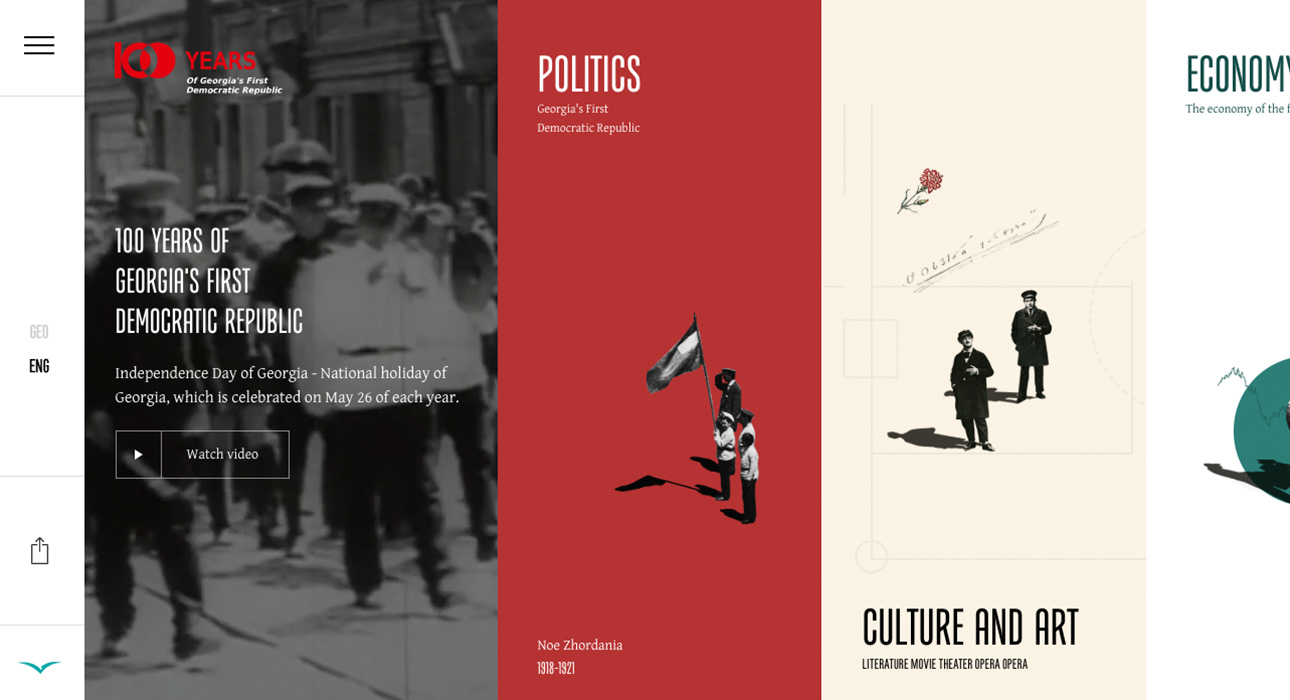 100 YEARS
Of Georgia's First
Democratic Republic
GEO
ENG
100 YEARS OF
GEORGIA'S FIRST
DEMOCRATIC REPUBLIC
Independence Day of Georgia - National holiday of
Georgia, which is celebrated on May 26 of each year.
Watch video
POLITICS
Georgia's First
Democratic Republic
Noe Zhordania
1918-1921
CULTURE AND ART
LITERATURE MOVIE THEATER OPERA OPERA
ECONOMY
The economy of the f